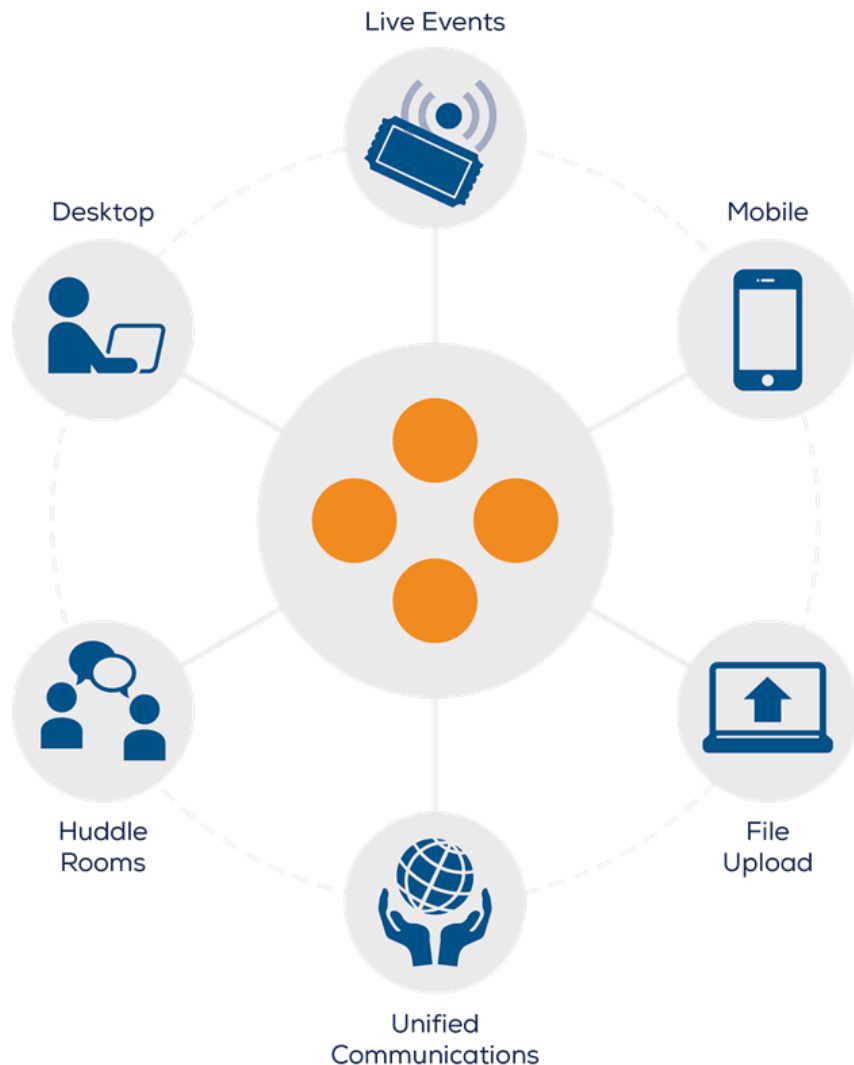 Live Events
Desktop
Mobile
Huddle
Rooms
File
Upload
Unified
Communications